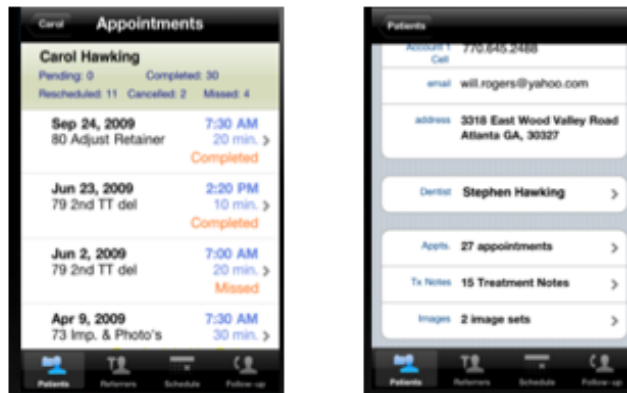 Carol
Appointments
Carol Hawking
Pending: 0 Completed: 30
Rescheduled: 11 Cancelled: 2 Missed: 4
Sep 24, 2009 7:30 AM
80 Adjust Retainer 20 min.
Completed
Jun 23, 2009 2:20 PM
79 2nd TT del 10 min.
Completed
Jun 2, 2009 7:00 AM
79 2nd TT del 20 min.
Missed
Apr 9, 2009 7:30 AM
73 Imp. & Photo's 30 min.
Patients Referrers Schedule Follow-up
Patients
Account 1 770.645.2488
Cell
email will.rogers@yahoo.com
address 3318 East Wood Valley Road
Atlanta GA, 30327
Dentist Stephen Hawking
Appts. 27 appointments
Tx Notes 15 Treatment Notes
Images 2 image sets
Patients Referrers Schedule Follow-up